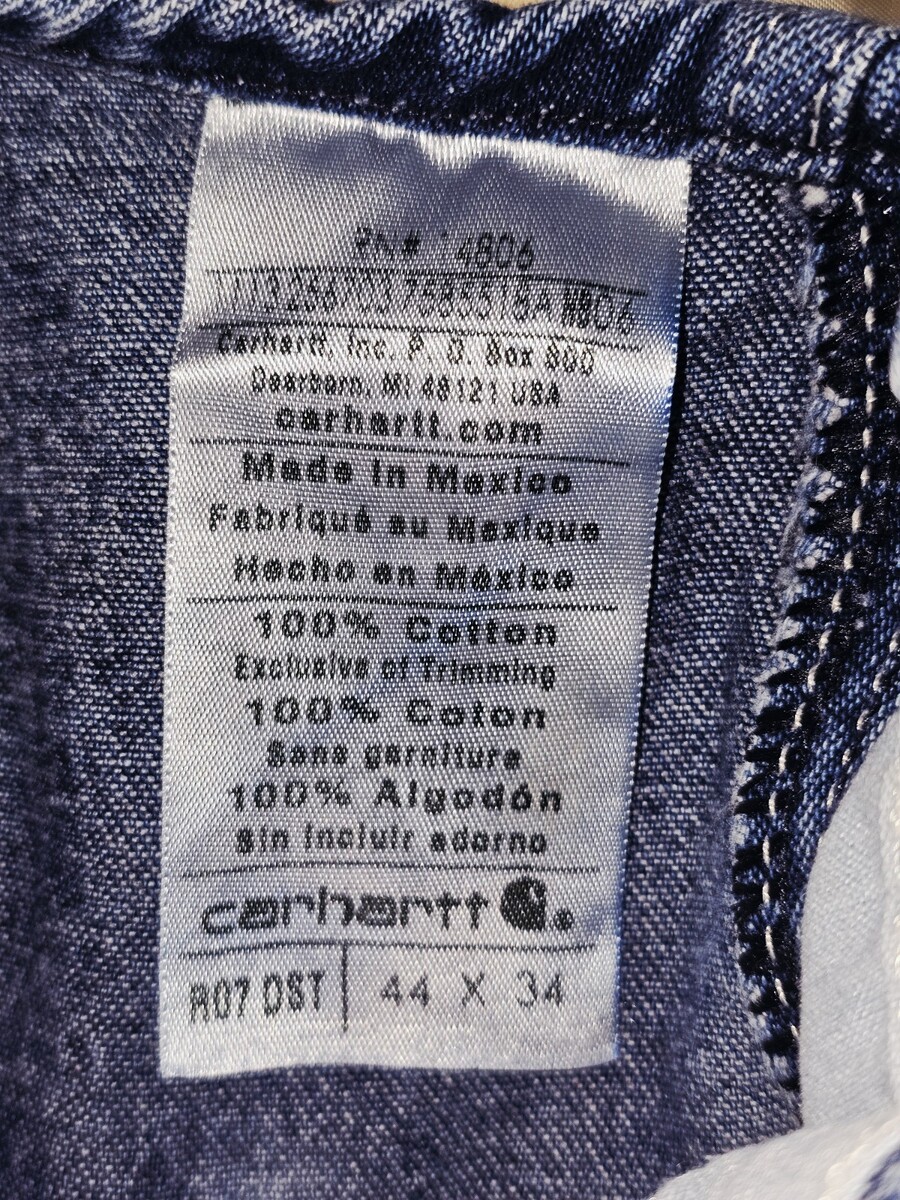 RN# 14806
Carhartt, Inc. P. O. Box 600
Dearborn, MI 48121 USA
carhartt.com
Made in Mexico
Fabriqué au Mexique
Hecho en México
100% Cotton
Exclusive of Trimming
100% Coton
Sans garniture
100% Algodón
Sin incluir adorno
carhartt
R07 DST 44 X 34